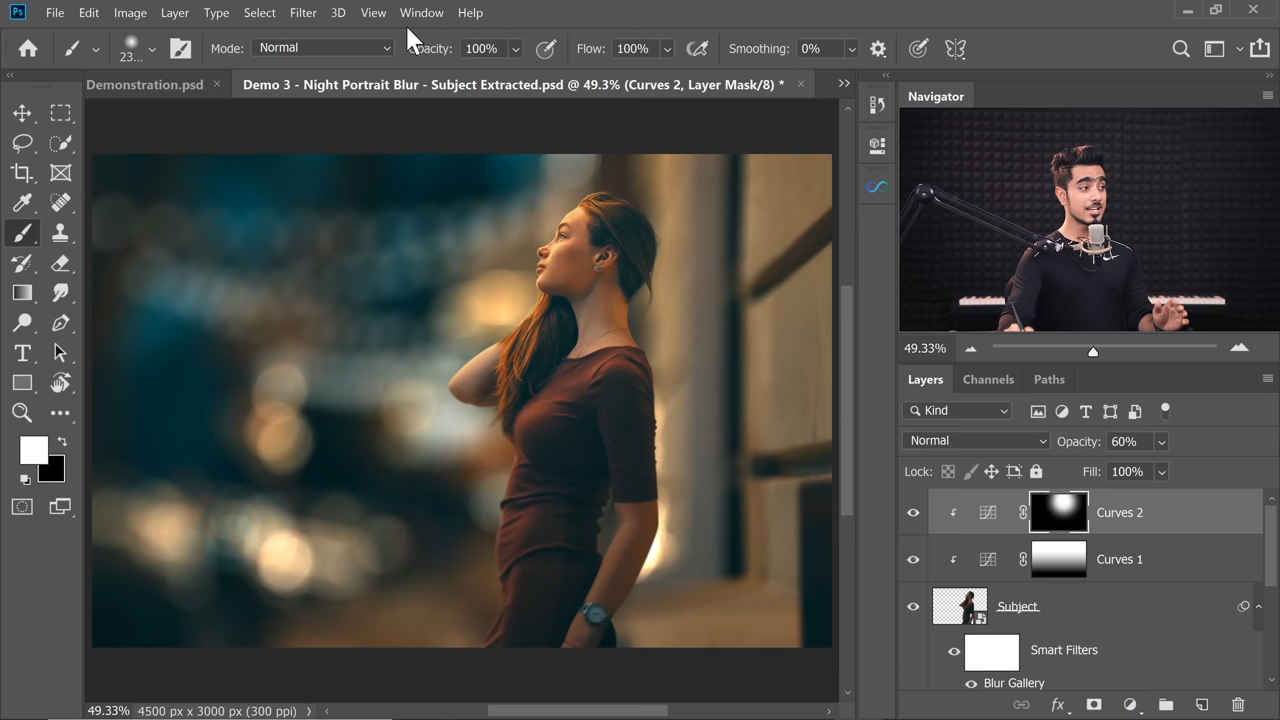 Ps File Edit Image Layer Type Select Filter 3D View Window Help
23... Mode: Normal pacity: 100% Flow: 100% Smoothing: 0%
Demonstration.psd × Demo 3 - Night Portrait Blur - Subject Extracted.psd @ 49.3% (Curves 2, Layer Mask/8) * ×
Navigator
49.33%
Layers Channels Paths
Kind
Normal Opacity: 60%
Lock: Fill: 100%
Curves 2
Curves 1
Subject
Smart Filters
Blur Gallery
49.33% 4500 px x 3000 px (300 ppi)